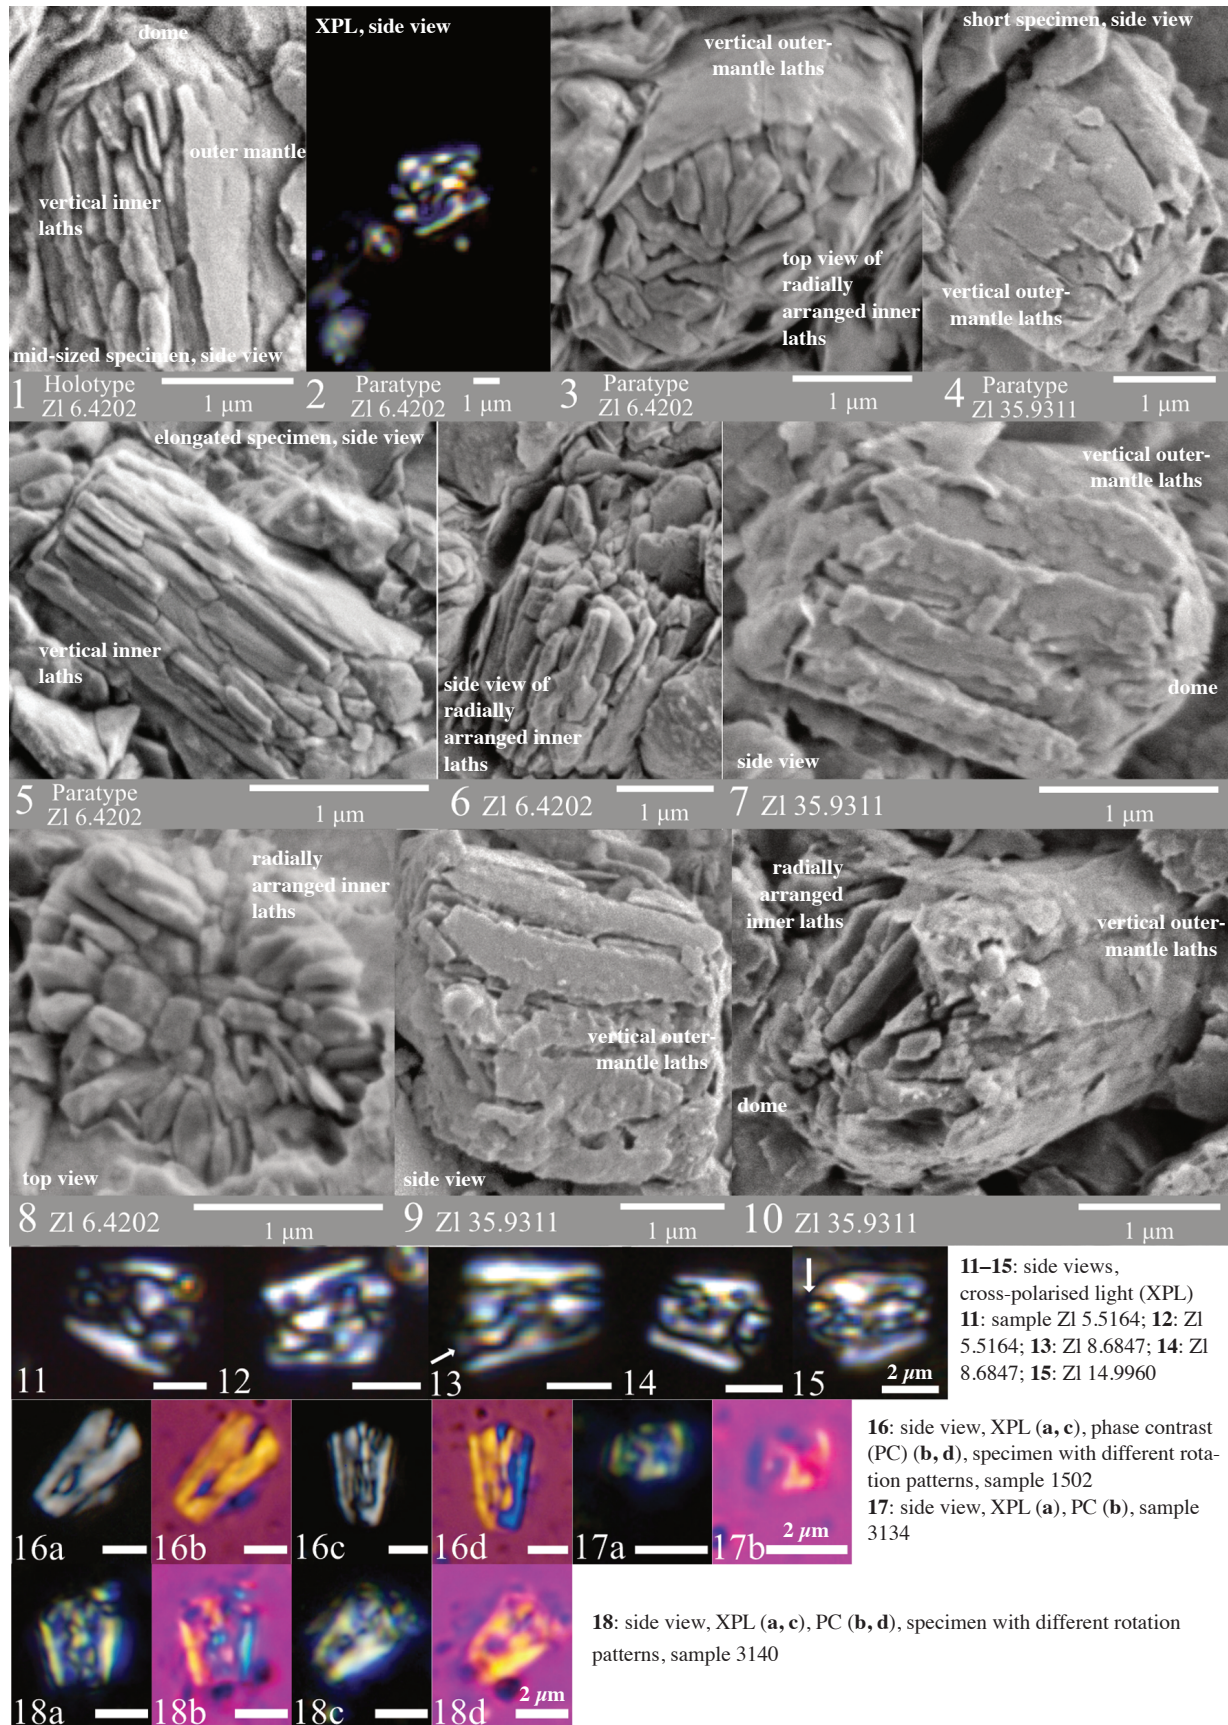 dome
outer mantle
vertical inner
laths
mid-sized specimen, side view
1 Holotype
Zl 6.4202
1 μm
XPL, side view
2 Paratype
Zl 6.4202
vertical outer-
mantle laths
top view of
radially
arranged inner
laths
3 Paratype
Zl 6.4202
1 μm
short specimen, side view
vertical outer-
mantle laths
4 Paratype
Zl 35.9311
1 μm
elongated specimen, side view
vertical inner
laths
5 Paratype
Zl 6.4202
1 μm
side view of
radially
arranged inner
laths
6 Zl 6.4202
1 μm
vertical outer-
mantle laths
dome
side view
7 Zl 35.9311
1 μm
radially
arranged inner
laths
top view
8 Zl 6.4202
1 μm
vertical outer-
mantle laths
side view
9 Zl 35.9311
1 μm
radially
arranged
inner laths
vertical outer-
mantle laths
dome
10 Zl 35.9311
1 μm
11
12
13
14
15
2 μm
11–15: side views,
cross-polarised light (XPL)
11: sample Zl 5.5164; 12: Zl
5.5164; 13: Zl 8.6847; 14: Zl
8.6847; 15: Zl 14.9960
16a
16b
16c
16d
17a
17b
2 μm
16: side view, XPL (a, c), phase contrast
(PC) (b, d), specimen with different rota-
tion patterns, sample 1502
17: side view, XPL (a), PC (b), sample
3134
18a
18b
18c
18d
2 μm
18: side view, XPL (a, c), PC (b, d), specimen with different rotation
patterns, sample 3140